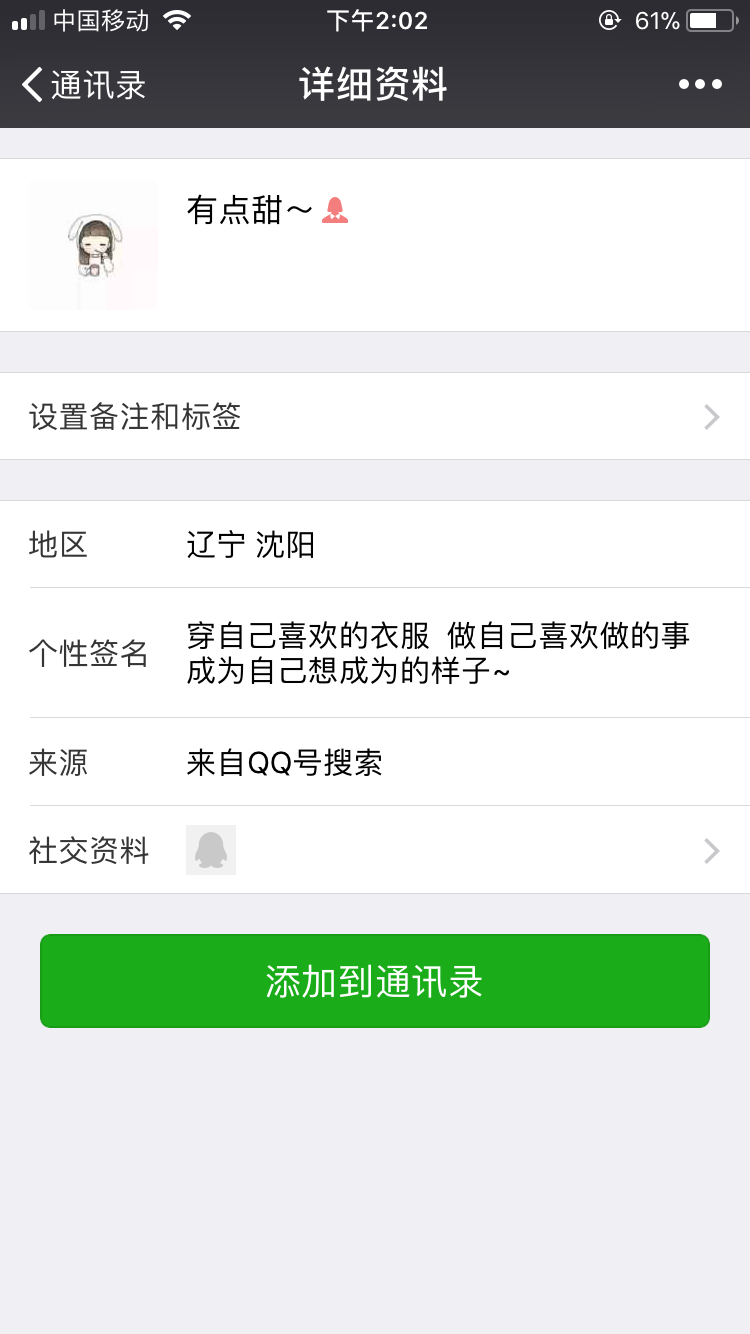 中国移动 下午2:02 61%
通讯录 详细资料
有点甜～
设置备注和标签
地区 辽宁 沈阳
个性签名 穿自己喜欢的衣服 做自己喜欢做的事
成为自己想成为的样子~
来源 来自QQ号搜索
社交资料
添加到通讯录